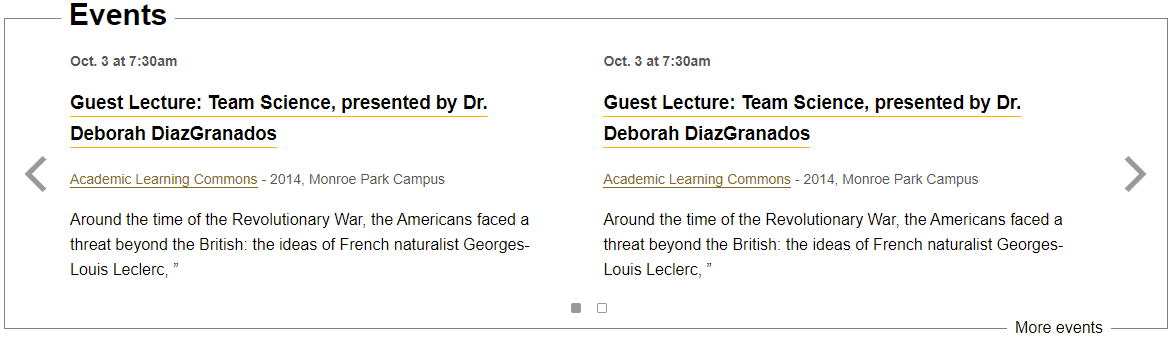 Events
Oct. 3 at 7:30am
Guest Lecture: Team Science, presented by Dr.
Deborah DiazGranados
Academic Learning Commons - 2014, Monroe Park Campus
Around the time of the Revolutionary War, the Americans faced a
threat beyond the British: the ideas of French naturalist Georges-
Louis Leclerc, ”
Oct. 3 at 7:30am
Guest Lecture: Team Science, presented by Dr.
Deborah DiazGranados
Academic Learning Commons - 2014, Monroe Park Campus
Around the time of the Revolutionary War, the Americans faced a
threat beyond the British: the ideas of French naturalist Georges-
Louis Leclerc, ”
More events